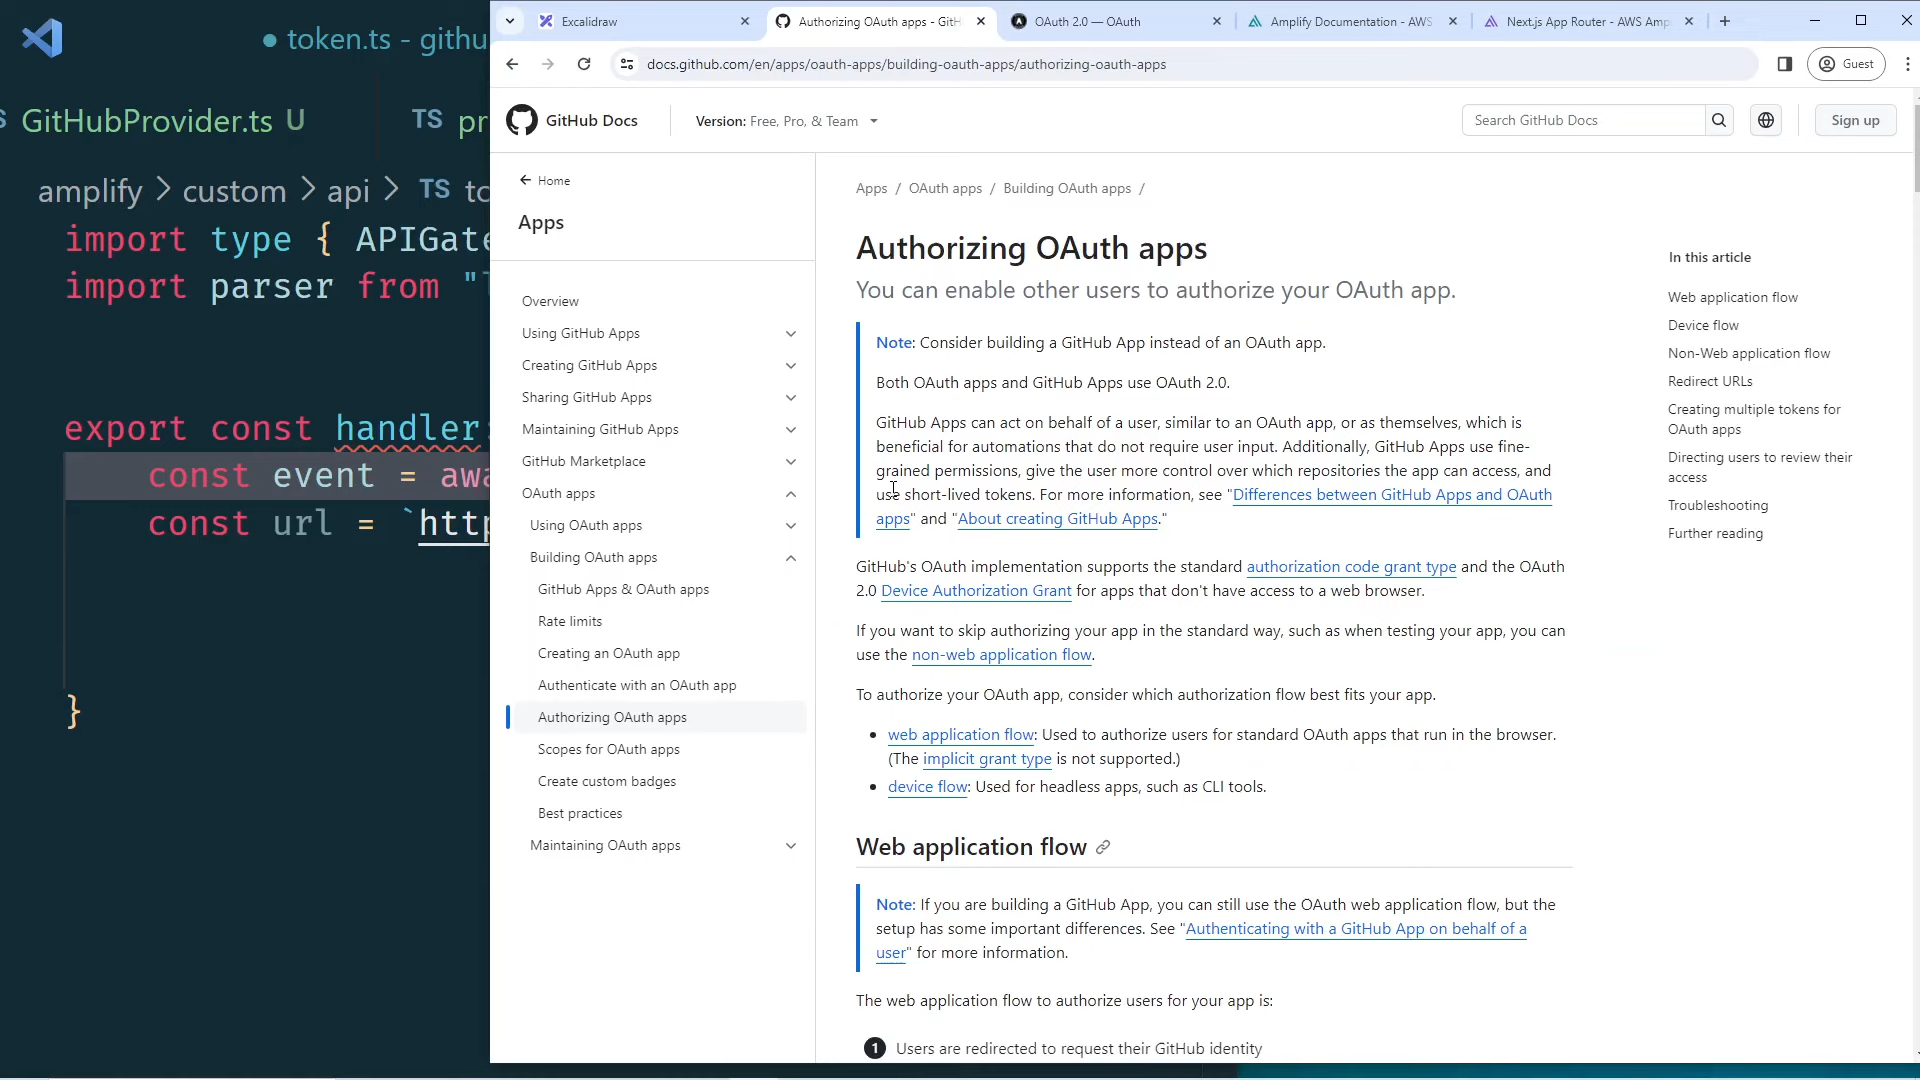 token.ts - githu
GitHubProvider.ts U
TS pr
amplify > custom > api > TS to
import type { APIGate
import parser from "l
export const handler:
const event = awa
const url = `http
}
Excalidraw
Authorizing OAuth apps - GitH
OAuth 2.0 — OAuth
Amplify Documentation - AWS
Next.js App Router - AWS Amp
docs.github.com/en/apps/oauth-apps/building-oauth-apps/authorizing-oauth-apps
Guest
GitHub Docs
Version: Free, Pro, & Team
Search GitHub Docs
Sign up
Home
Apps
Overview
Using GitHub Apps
Creating GitHub Apps
Sharing GitHub Apps
Maintaining GitHub Apps
GitHub Marketplace
OAuth apps
Using OAuth apps
Building OAuth apps
GitHub Apps & OAuth apps
Rate limits
Creating an OAuth app
Authenticate with an OAuth app
Authorizing OAuth apps
Scopes for OAuth apps
Create custom badges
Best practices
Maintaining OAuth apps
Apps / OAuth apps / Building OAuth apps /
Authorizing OAuth apps
You can enable other users to authorize your OAuth app.
Note: Consider building a GitHub App instead of an OAuth app.
Both OAuth apps and GitHub Apps use OAuth 2.0.
GitHub Apps can act on behalf of a user, similar to an OAuth app, or as themselves, which is
beneficial for automations that do not require user input. Additionally, GitHub Apps use fine-
grained permissions, give the user more control over which repositories the app can access, and
use short-lived tokens. For more information, see "Differences between GitHub Apps and OAuth
apps" and "About creating GitHub Apps."
GitHub's OAuth implementation supports the standard authorization code grant type and the OAuth
2.0 Device Authorization Grant for apps that don't have access to a web browser.
If you want to skip authorizing your app in the standard way, such as when testing your app, you can
use the non-web application flow.
To authorize your OAuth app, consider which authorization flow best fits your app.
web application flow: Used to authorize users for standard OAuth apps that run in the browser.
(The implicit grant type is not supported.)
device flow: Used for headless apps, such as CLI tools.
Web application flow
Note: If you are building a GitHub App, you can still use the OAuth web application flow, but the
setup has some important differences. See "Authenticating with a GitHub App on behalf of a
user" for more information.
The web application flow to authorize users for your app is:
1 Users are redirected to request their GitHub identity
In this article
Web application flow
Device flow
Non-Web application flow
Redirect URLs
Creating multiple tokens for
OAuth apps
Directing users to review their
access
Troubleshooting
Further reading